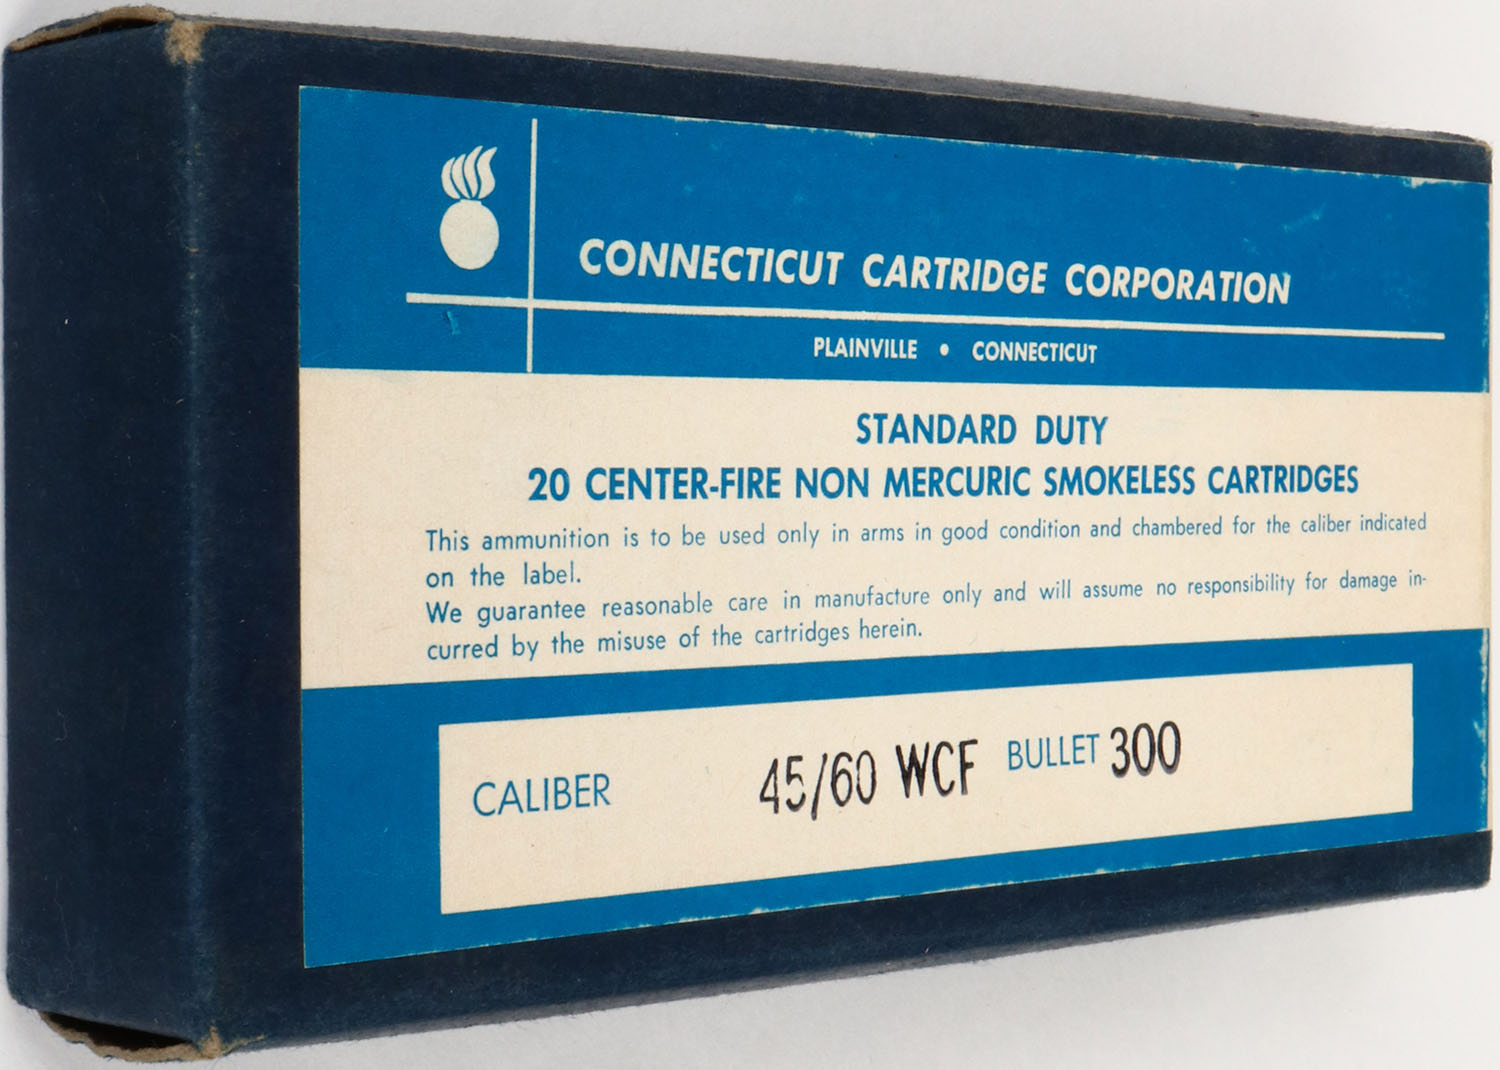 CONNECTICUT CARTRIDGE CORPORATION
PLAINVILLE • CONNECTICUT
STANDARD DUTY
20 CENTER-FIRE NON MERCURIC SMOKELESS CARTRIDGES
This ammunition is to be used only in arms in good condition and chambered for the caliber indicated
on the label.
We guarantee reasonable care in manufacture only and will assume no responsibility for damage in-
curred by the misuse of the cartridges herein.
CALIBER 45/60 WCF BULLET 300